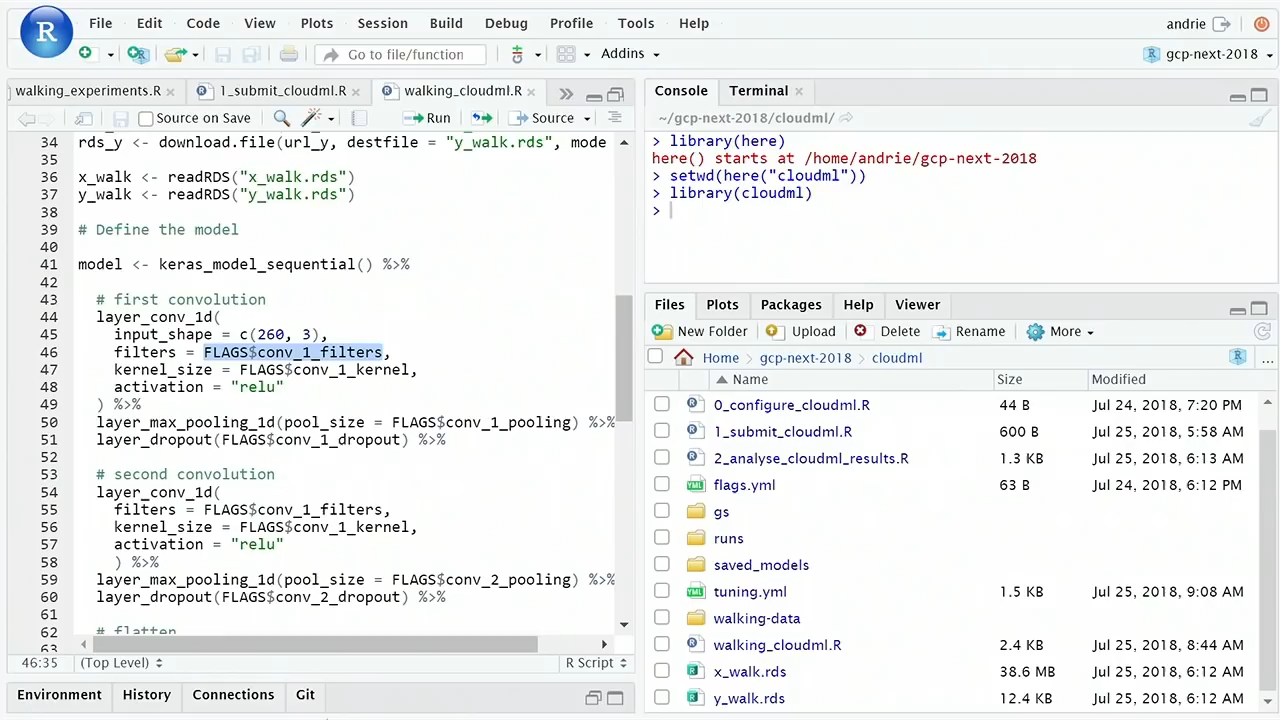 R
File Edit Code View Plots Session Build Debug Profile Tools Help
andrie
Go to file/function
Addins
gcp-next-2018
walking_experiments.R
1_submit_cloudml.R
walking_cloudml.R
Source on Save
Run
Source
34 rds_y <- download.file(url_y, destfile = "y_walk.rds", mode
35
36 x_walk <- readRDS("x_walk.rds")
37 y_walk <- readRDS("y_walk.rds")
38
39 # Define the model
40
41 model <- keras_model_sequential() %>%
42
43 # first convolution
44 layer_conv_1d(
45 input_shape = c(260, 3),
46 filters = FLAGS$conv_1_filters,
47 kernel_size = FLAGS$conv_1_kernel,
48 activation = "relu"
49 ) %>%
50 layer_max_pooling_1d(pool_size = FLAGS$conv_1_pooling) %>%
51 layer_dropout(FLAGS$conv_1_dropout) %>%
52
53 # second convolution
54 layer_conv_1d(
55 filters = FLAGS$conv_1_filters,
56 kernel_size = FLAGS$conv_1_kernel,
57 activation = "relu"
58 ) %>%
59 layer_max_pooling_1d(pool_size = FLAGS$conv_2_pooling) %>%
60 layer_dropout(FLAGS$conv_2_dropout) %>%
61
62 # flatten
63
46:35
(Top Level)
R Script
Environment History Connections Git
Console Terminal
~/gcp-next-2018/cloudml/
> library(here)
here() starts at /home/andrie/gcp-next-2018
> setwd(here("cloudml"))
> library(cloudml)
>
Files Plots Packages Help Viewer
New Folder Upload Delete Rename More
Home > gcp-next-2018 > cloudml
R
...
Name Size Modified
0_configure_cloudml.R 44 B Jul 24, 2018, 7:20 PM
1_submit_cloudml.R 600 B Jul 25, 2018, 5:58 AM
2_analyse_cloudml_results.R 1.3 KB Jul 25, 2018, 6:13 AM
flags.yml 63 B Jul 24, 2018, 6:12 PM
gs
runs
saved_models
tuning.yml 1.5 KB Jul 25, 2018, 9:08 AM
walking-data
walking_cloudml.R 2.4 KB Jul 25, 2018, 8:44 AM
x_walk.rds 38.6 MB Jul 25, 2018, 6:12 AM
y_walk.rds 12.4 KB Jul 25, 2018, 6:12 AM